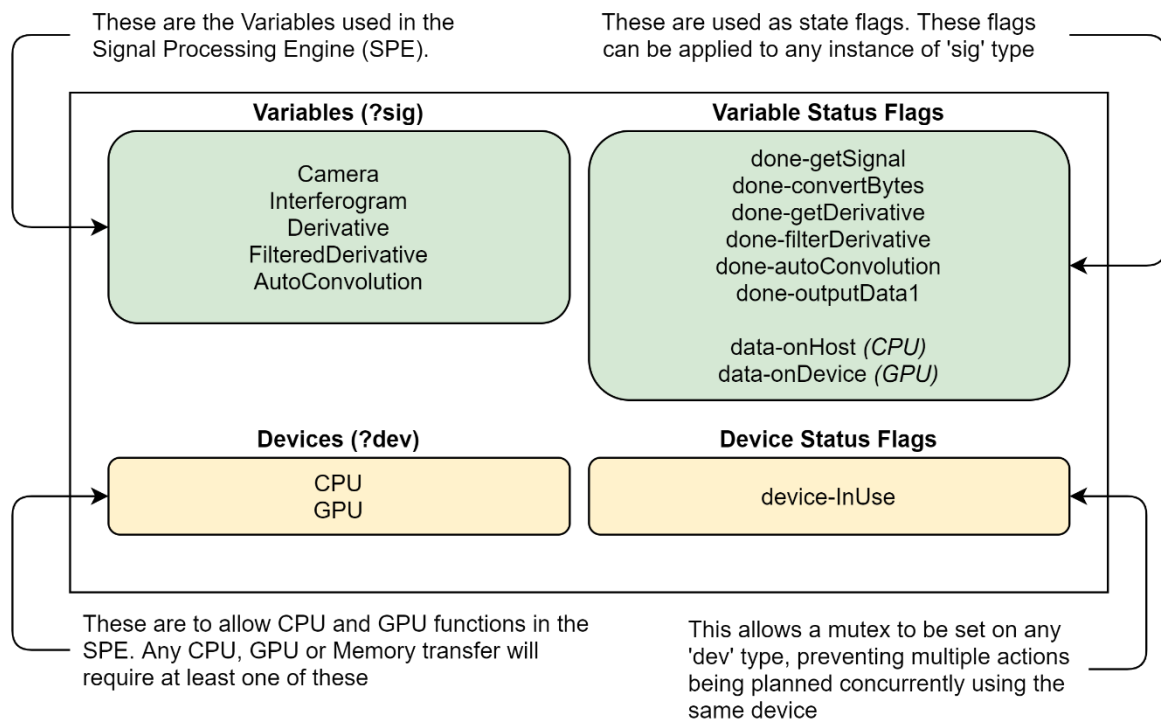 These are the Variables used in the
Signal Processing Engine (SPE).
These are used as state flags. These flags
can be applied to any instance of 'sig' type
Variables (?sig)
Camera
Interferogram
Derivative
FilteredDerivative
AutoConvolution
Variable Status Flags
done-getSignal
done-convertBytes
done-getDerivative
done-filterDerivative
done-autoConvolution
done-outputData1
data-onHost (CPU)
data-onDevice (GPU)
Devices (?dev)
CPU
GPU
Device Status Flags
device-InUse
These are to allow CPU and GPU functions in the
SPE. Any CPU, GPU or Memory transfer will
require at least one of these
This allows a mutex to be set on any
'dev' type, preventing multiple actions
being planned concurrently using the
same device